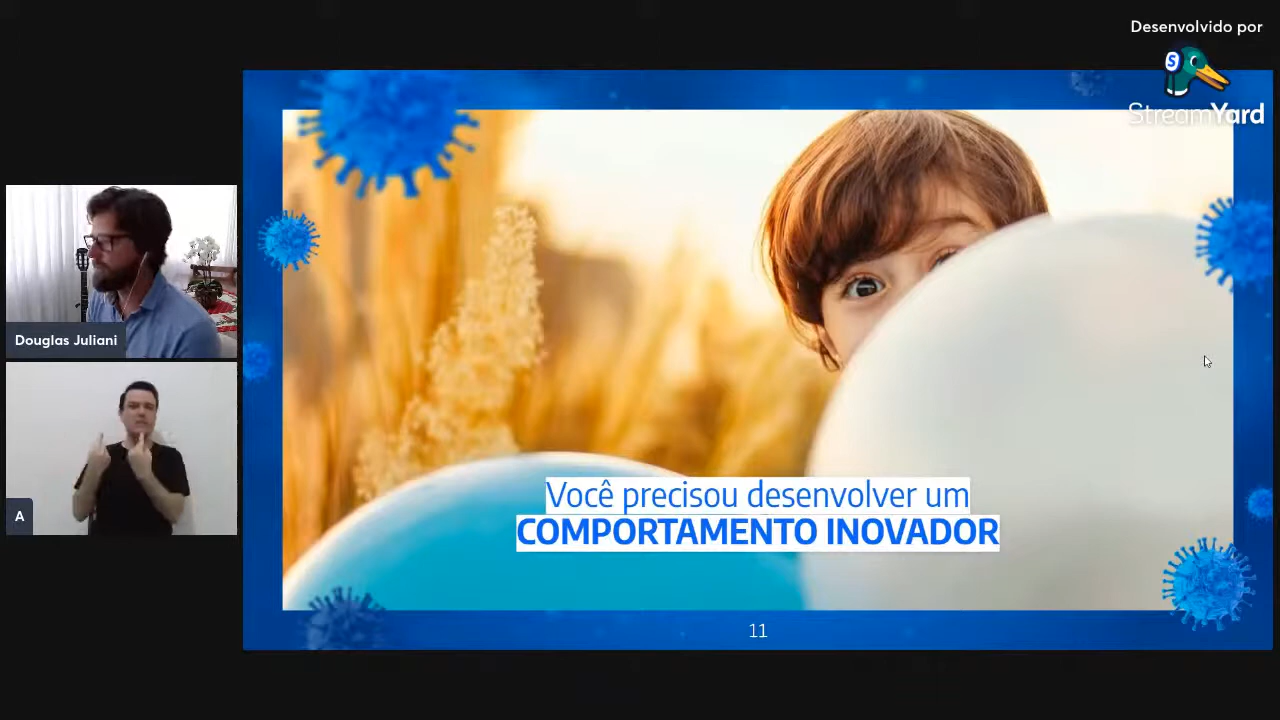 Desenvolvido por
S
StreamYard
Douglas Juliani
A
Você precisou desenvolver um
COMPORTAMENTO INOVADOR
11